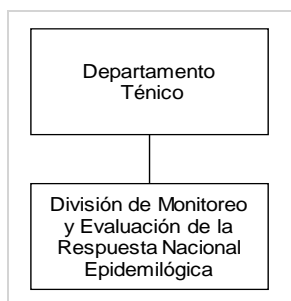 Departamento
Ténico
División de Monitoreo
y Evaluación de la
Respuesta Nacional
Epidemilógica